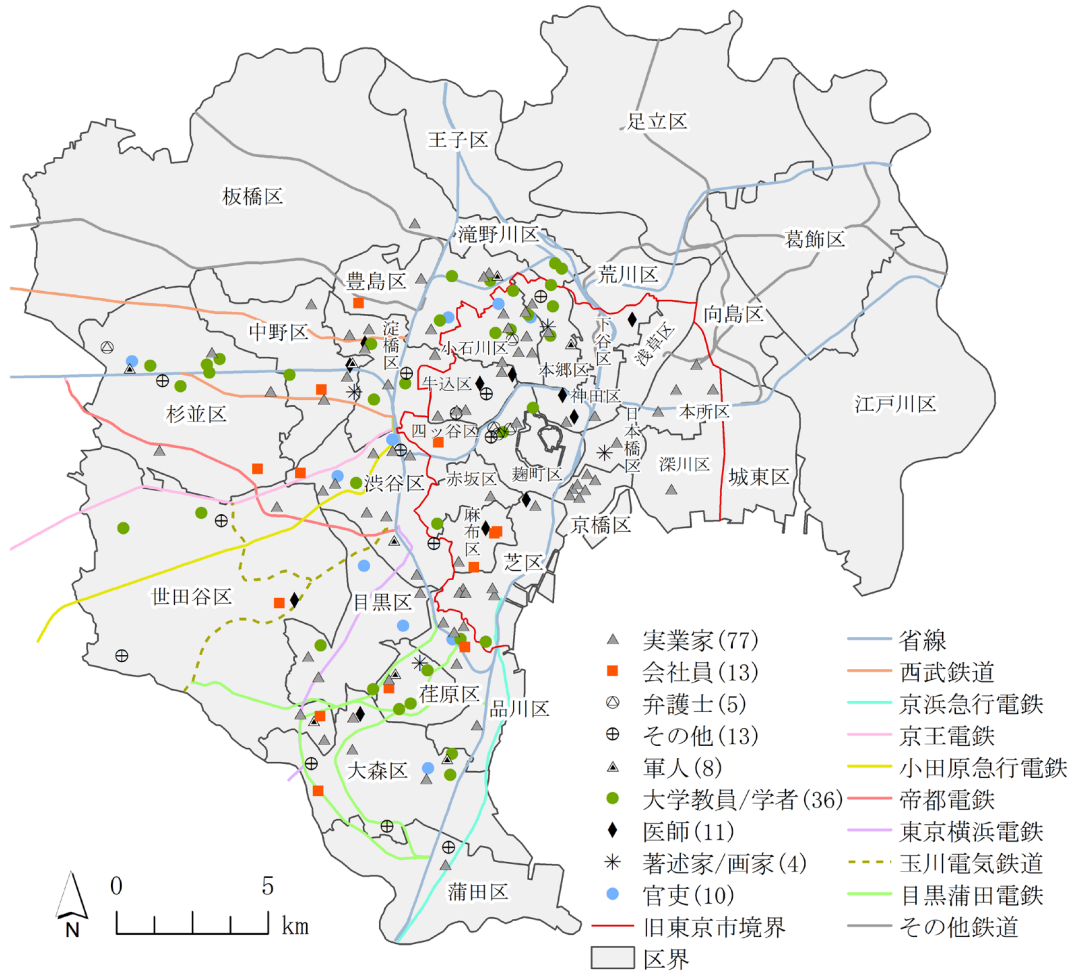 足立区
王子区
板橋区
滝野川区
葛飾区
荒川区
豊島区
向島区
中野区
淀橋区
下谷区
浅草区
小石川区
本郷区
牛込区
神田区
江戸川区
杉並区
本所区
四ッ谷区
日本橋区
深川区
城東区
渋谷区
赤坂区
麹町区
麻布区
京橋区
芝区
世田谷区
目黒区
荏原区
品川区
大森区
蒲田区
実業家(77)
会社員(13)
弁護士(5)
その他(13)
軍人(8)
大学教員/学者(36)
医師(11)
著述家/画家(4)
官吏(10)
旧東京市境界
区界
省線
西武鉄道
京浜急行電鉄
京王電鉄
小田原急行電鉄
帝都電鉄
東京横浜電鉄
玉川電気鉄道
目黒蒲田電鉄
その他鉄道
N
0 5
km